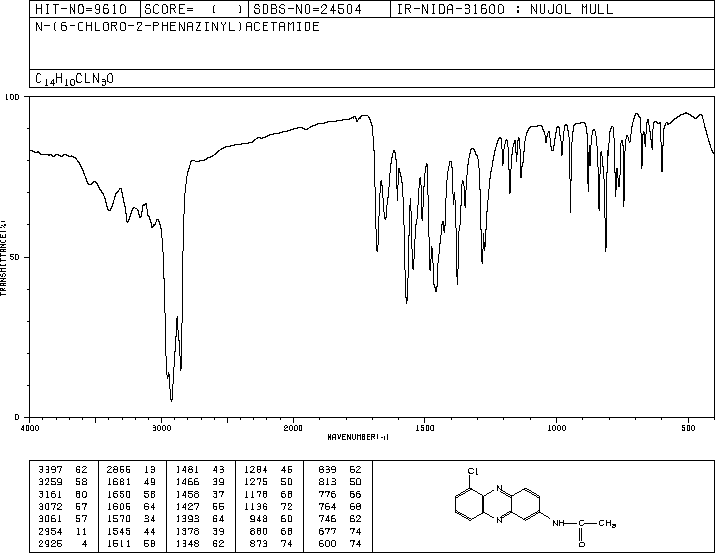 HIT-NO=9610 SCORE= ( ) SDBS-NO=24504 IR-NIDA-31600 : NUJOL MULL
N-(6-CHLORO-2-PHENAZINYL)ACETAMIDE
C14H10CLN3O
100
50
0
TRANSMITTANCE(%)
4000 3000 2000 1500 1000 500
WAVENUMBER(-1)
3397 62 2866 13 1481 43 1284 46 839 62
3259 58 1681 49 1466 39 1275 50 813 50
3161 60 1650 58 1458 37 1178 68 776 66
3072 57 1606 64 1427 55 1136 72 764 68
3061 57 1570 34 1393 64 948 60 746 62
2954 11 1545 44 1378 39 880 68 677 74
2926 4 1511 58 1348 62 873 74 600 74
Cl
N
N
NH C CH3
O